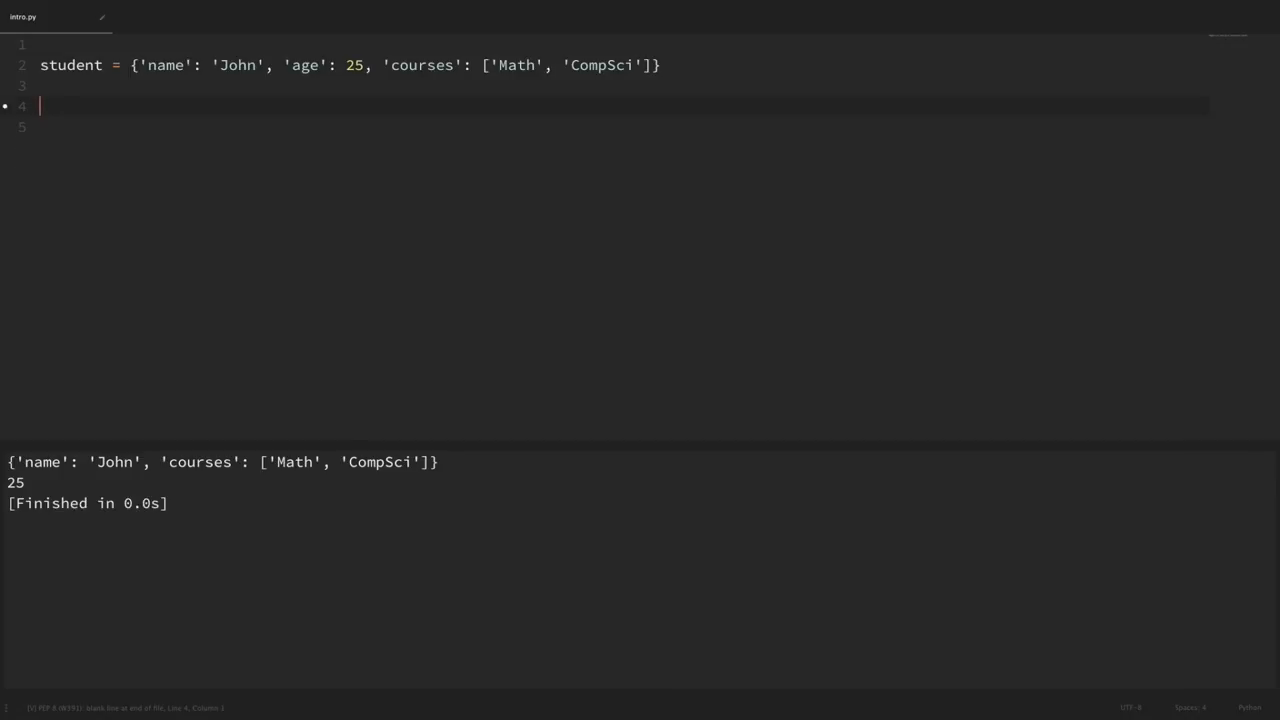 intro.py
1
2 student = {'name': 'John', 'age': 25, 'courses': ['Math', 'CompSci']}
3
4
5
{'name': 'John', 'courses': ['Math', 'CompSci']}
25
[Finished in 0.0s]
[V] PEP 8 (W391): blank line at end of file, Line 4, Column 1
UTF-8 Spaces: 4 Python